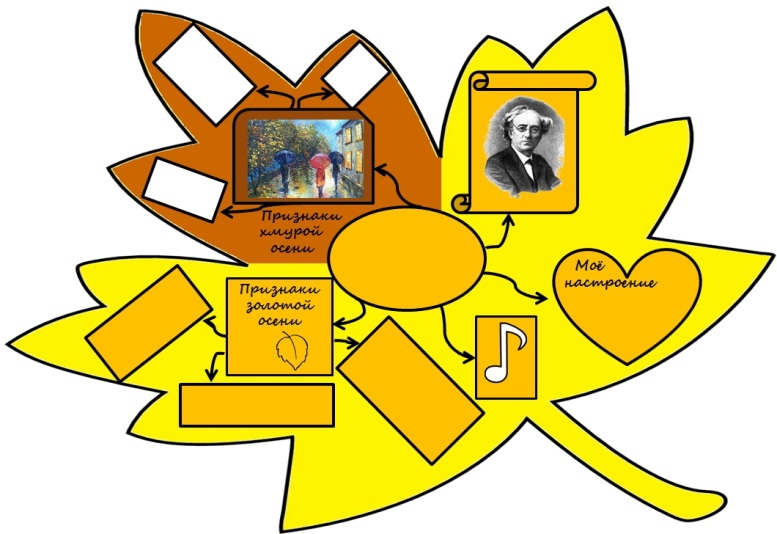 Признаки
хмурой
осени
Признаки
золотой
осени
Моё
настроение